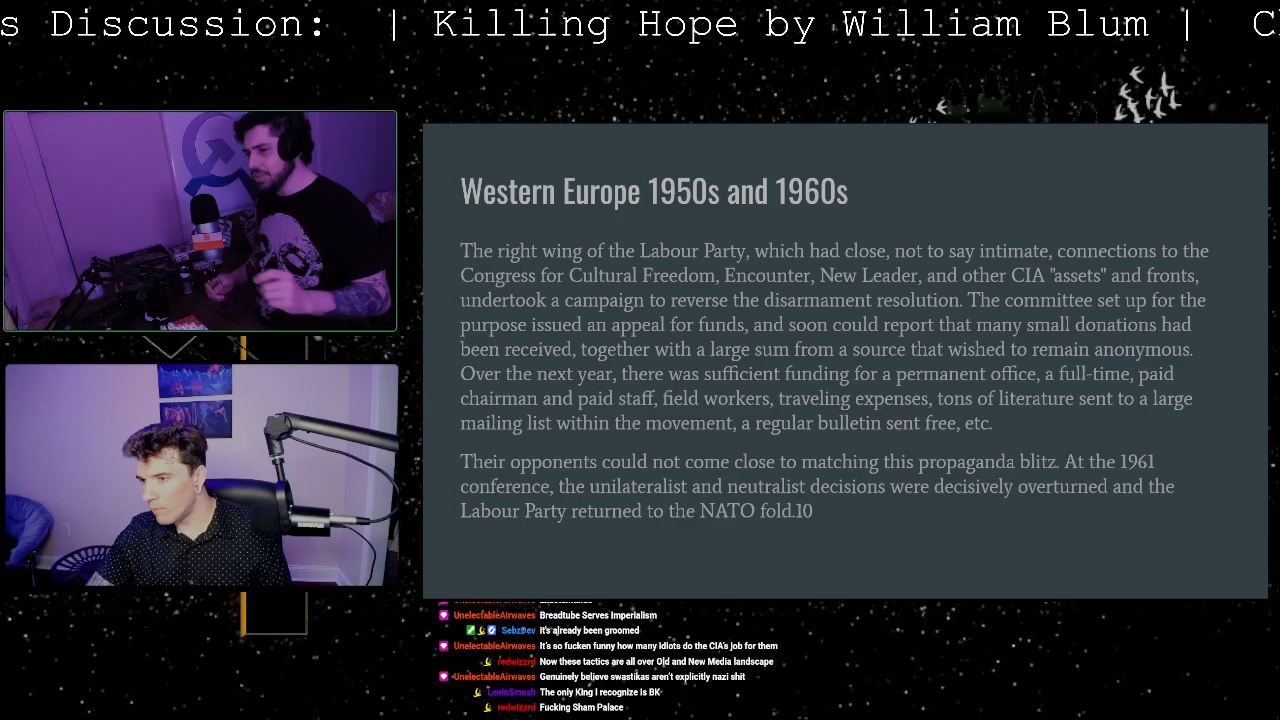 s Discussion:  | Killing Hope by William Blum |  C
Western Europe 1950s and 1960s
The right wing of the Labour Party, which had close, not to say intimate, connections to the
Congress for Cultural Freedom, Encounter, New Leader, and other CIA "assets" and fronts,
undertook a campaign to reverse the disarmament resolution. The committee set up for the
purpose issued an appeal for funds, and soon could report that many small donations had
been received, together with a large sum from a source that wished to remain anonymous.
Over the next year, there was sufficient funding for a permanent office, a full-time, paid
chairman and paid staff, field workers, traveling expenses, tons of literature sent to a large
mailing list within the movement, a regular bulletin sent free, etc.
Their opponents could not come close to matching this propaganda blitz. At the 1961
conference, the unilateralist and neutralist decisions were decisively overturned and the
Labour Party returned to the NATO fold.10
UnelectableAirwaves Breadtube Serves Imperialism
SebzDev it's already been groomed
UnelectableAirwaves It's so fucken funny how many idiots do the CIA's job for them
redwizzrd Now these tactics are all over Old and New Media landscape
UnelectableAirwaves Genuinely believe swastikas aren't explicitly nazi shit
LeninSmesh The only King I recognize is BK
redwizzrd Fucking Sham Palace